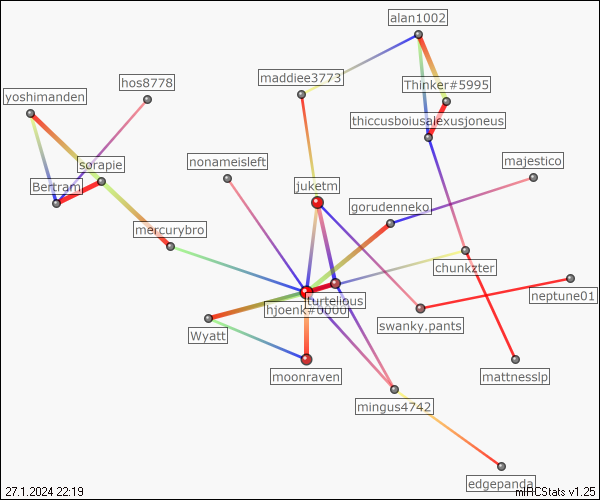 alan1002
maddiee3773
hos8778
Thinker#5995
yoshimanden
thiccusboiusalexusjoneus
nonameisleft
majestico
sorapie
juketm
Bertram
gorudenneko
mercurybro
chunkzter
neptune01
turtelious
hjoenk#0000
swanky.pants
Wyatt
moonraven
mattnesslp
mingus4742
edgepanda
27.1.2024 22:19
mIRCStats v1.25